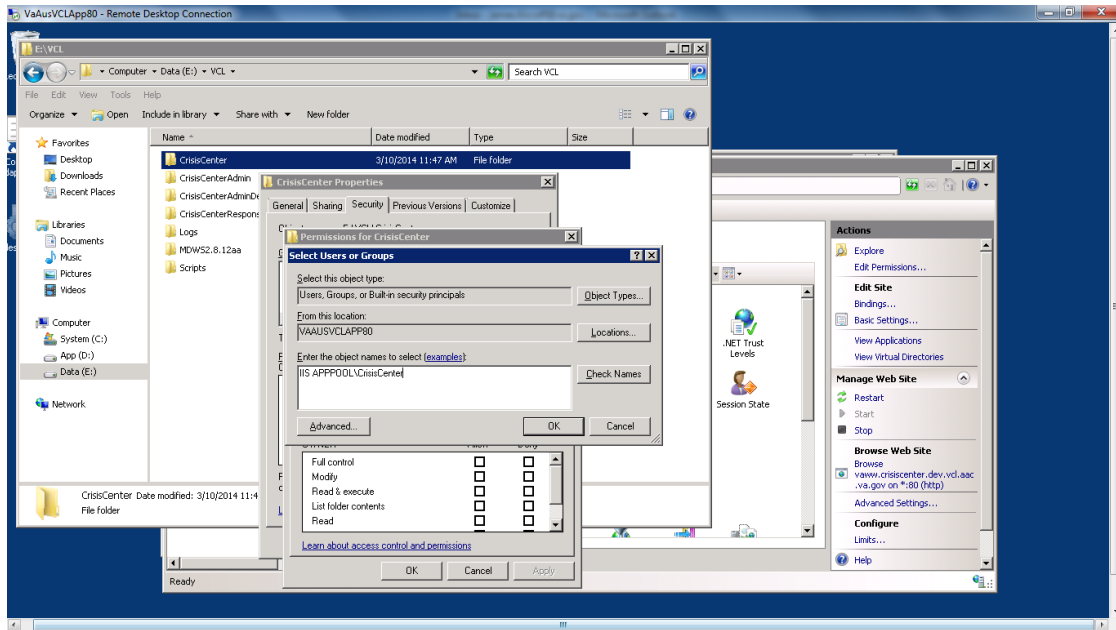 VaAusVCLApp80 - Remote Desktop Connection
E:\VCL
Computer ▾ Data (E:) ▾ VCL ▾
Search VCL
File Edit View Tools Help
Organize ▾ Open Include in library ▾ Share with ▾ New folder
Name Date modified Type Size
Favorites
Desktop
Downloads
Recent Places
Libraries
Documents
Music
Pictures
Videos
Computer
System (C:)
App (D:)
Data (E:)
Network
CrisisCenter 3/10/2014 11:47 AM File folder
CrisisCenterAdmin
CrisisCenterAdminDe
CrisisCenterRespons
Logs
MDWS2.8.12aa
Scripts
CrisisCenter Date modified: 3/10/2014 11:4
File folder
CrisisCenter Properties
General Sharing Security Previous Versions Customize
Permissions for CrisisCenter
Select Users or Groups
Select this object type:
Users, Groups, or Built-in security principals
Object Types...
From this location:
VAAUSVCLAPP80
Locations...
Enter the object names to select (examples):
IIS APPPOOL\CrisisCenter
Check Names
Advanced...
OK
Cancel
Full control
Modify
Read & execute
List folder contents
Read
Learn about access control and permissions
OK Cancel Apply
Ready
.NET Trust
Levels
Session State
Actions
Explore
Edit Permissions...
Edit Site
Bindings...
Basic Settings...
View Applications
View Virtual Directories
Manage Web Site
Restart
Start
Stop
Browse Web Site
Browse
vaww.crisiscenter.dev.vcl.aac
.va.gov on *:80 (http)
Advanced Settings...
Configure
Limits...
Help